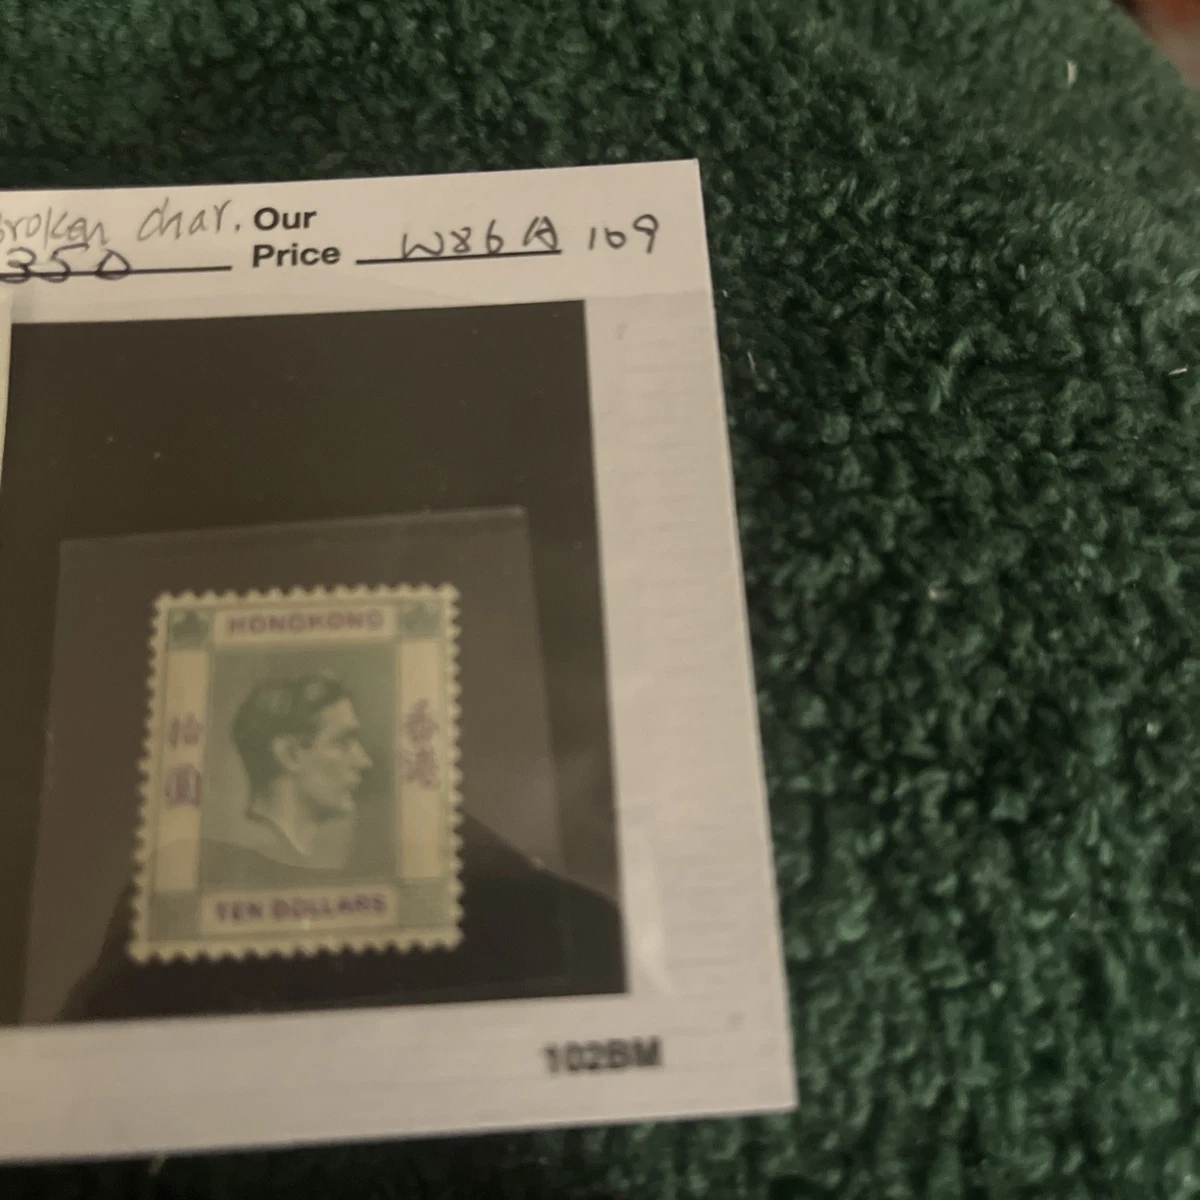 broken char. Our
350 Price W86A 109
HONGKONG
拾圓
香港
TEN DOLLARS
102BM